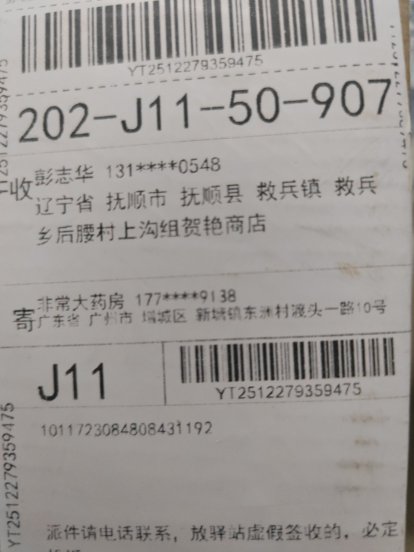 YT2512279359475
202-J11-50-907
收
彭志华 131****0548
辽宁省 抚顺市 抚顺县 救兵镇 救兵
乡后腰村上沟组贺艳商店
寄
非常大药房 177****9138
广东省 广州市 增城区 新塘镇东洲村渡头一路10号
J11
YT2512279359475
1011723084808431192
YT2512279359475
派件请电话联系，放驿站虚假签收的，必定